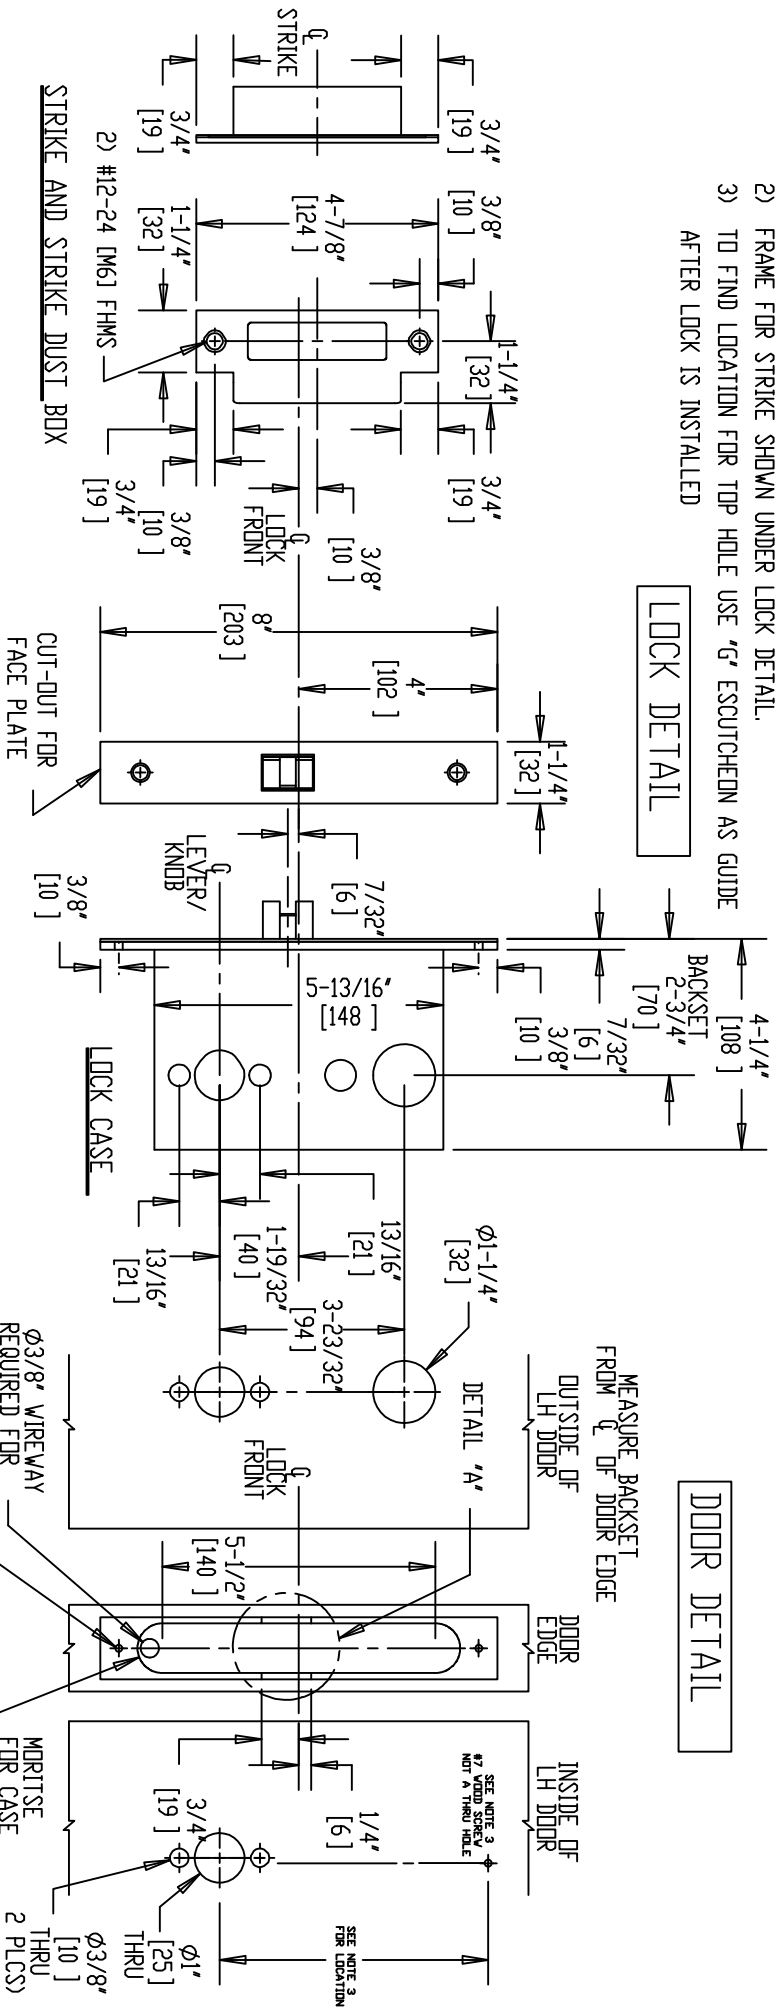 2) FRAME FOR STRIKE SHOWN UNDER LOCK DETAIL.
3) TO FIND LOCATION FOR TOP HOLE USE "G" ESCUTCHEON AS GUIDE
AFTER LOCK IS INSTALLED
LOCK DETAIL
DOOR DETAIL
℄
STRIKE
3/4"
[19 ]
3/4"
[19 ]
STRIKE AND STRIKE DUST BOX
2) #12-24 [M6] FHMS
1-1/4"
[32 ]
4-7/8"
[124 ]
3/8"
[10 ]
1-1/4"
[32 ]
3/4"
[19 ]
3/4"
[19 ]
3/8"
[10 ]
℄
LOCK
FRONT
3/8"
[10 ]
8"
[203 ]
4"
[102 ]
1-1/4"
[32 ]
CUT-OUT FOR
FACE PLATE
℄
LEVER/
KNOB
7/32"
[6 ]
3/8"
[10 ]
4-1/4"
[108 ]
BACKSET
2-3/4"
[70 ]
7/32"
[6 ]
3/8"
[10 ]
5-13/16"
[148 ]
LOCK CASE
13/16"
[21 ]
1-19/32"
[40 ]
13/16"
[21 ]
3-23/32"
[94 ]
Ø1-1/4"
[32 ]
MEASURE BACKSET
FROM ℄ OF DOOR EDGE
OUTSIDE OF
LH DOOR
DETAIL "A"
℄
LOCK
FRONT
5-1/2"
[140 ]
DOOR
EDGE
Ø3/8" WIREWAY
REQUIRED FOR
MORITSE
FOR CASE
INSIDE OF
LH DOOR
SEE NOTE 3
#7 WOOD SCREW
NOT A THRU HOLE
1/4"
[6 ]
3/4"
[19 ]
SEE NOTE 3
FOR LOCATION
Ø1"
[25 ]
THRU
Ø3/8"
[10 ]
THRU
2 PLCS)